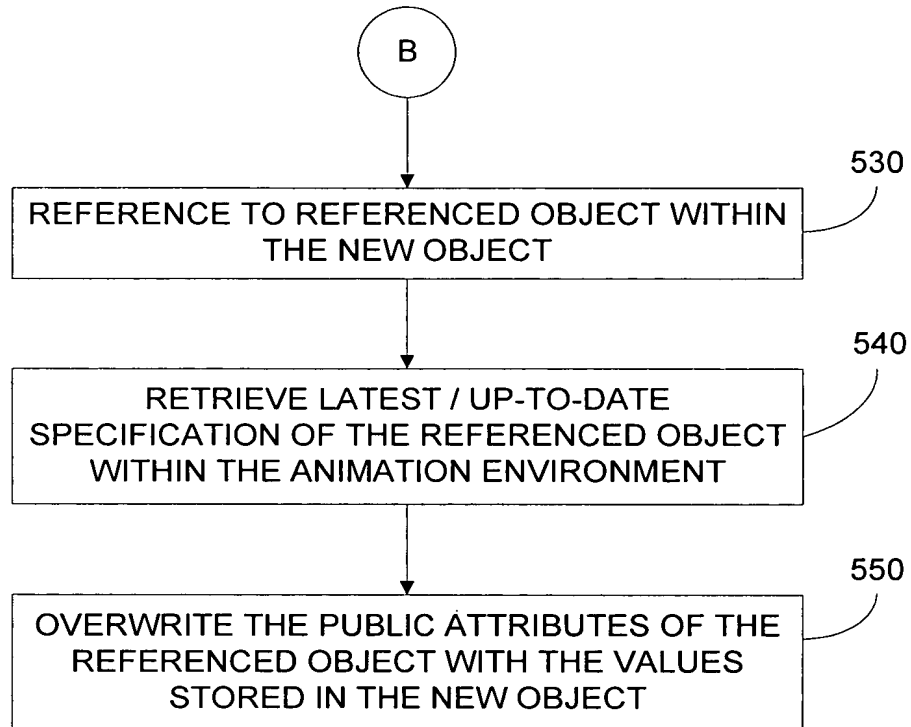 B
530
REFERENCE TO REFERENCED OBJECT WITHIN
THE NEW OBJECT
540
RETRIEVE LATEST / UP-TO-DATE
SPECIFICATION OF THE REFERENCED OBJECT
WITHIN THE ANIMATION ENVIRONMENT
550
OVERWRITE THE PUBLIC ATTRIBUTES OF THE
REFERENCED OBJECT WITH THE VALUES
STORED IN THE NEW OBJECT